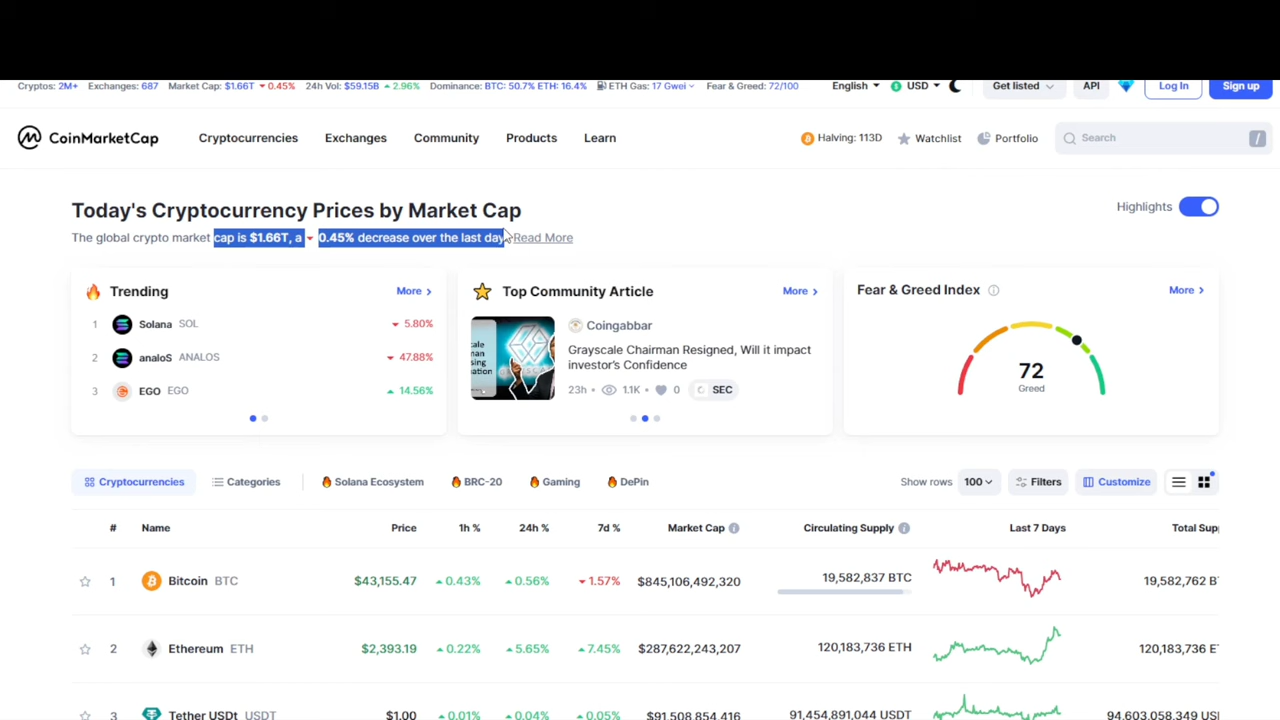 Cryptos: 2M+ Exchanges: 687 Market Cap: $1.66T 0.45% 24h Vol: $59.15B 2.96% Dominance: BTC: 50.7% ETH: 16.4% ETH Gas: 17 Gwei Fear & Greed: 72/100 English USD Get listed API Log In Sign up
CoinMarketCap Cryptocurrencies Exchanges Community Products Learn Halving: 113D Watchlist Portfolio Search /
Today's Cryptocurrency Prices by Market Cap Highlights
The global crypto market cap is $1.66T, a 0.45% decrease over the last day Read More
Trending More
1 Solana SOL 5.80%
2 analoS ANALOS 47.88%
3 EGO EGO 14.56%
Top Community Article More
Coingabbar
Grayscale Chairman Resigned, Will it impact
investor's Confidence
23h • 1.1K • 0 SEC
Fear & Greed Index More
72
Greed
Cryptocurrencies Categories Solana Ecosystem BRC-20 Gaming DePin Show rows 100 Filters Customize
# Name Price 1h % 24h % 7d % Market Cap Circulating Supply Last 7 Days Total Sup
1 Bitcoin BTC $43,155.47 0.43% 0.56% 1.57% $845,106,492,320 19,582,837 BTC 19,582,762 B
2 Ethereum ETH $2,393.19 0.22% 5.65% 7.45% $287,622,243,207 120,183,736 ETH 120,183,736 E
3 Tether USDt USDT $1.00 0.01% 0.04% 0.05% $91,508,854,416 91,454,891,044 USDT 94,603,058,349 US